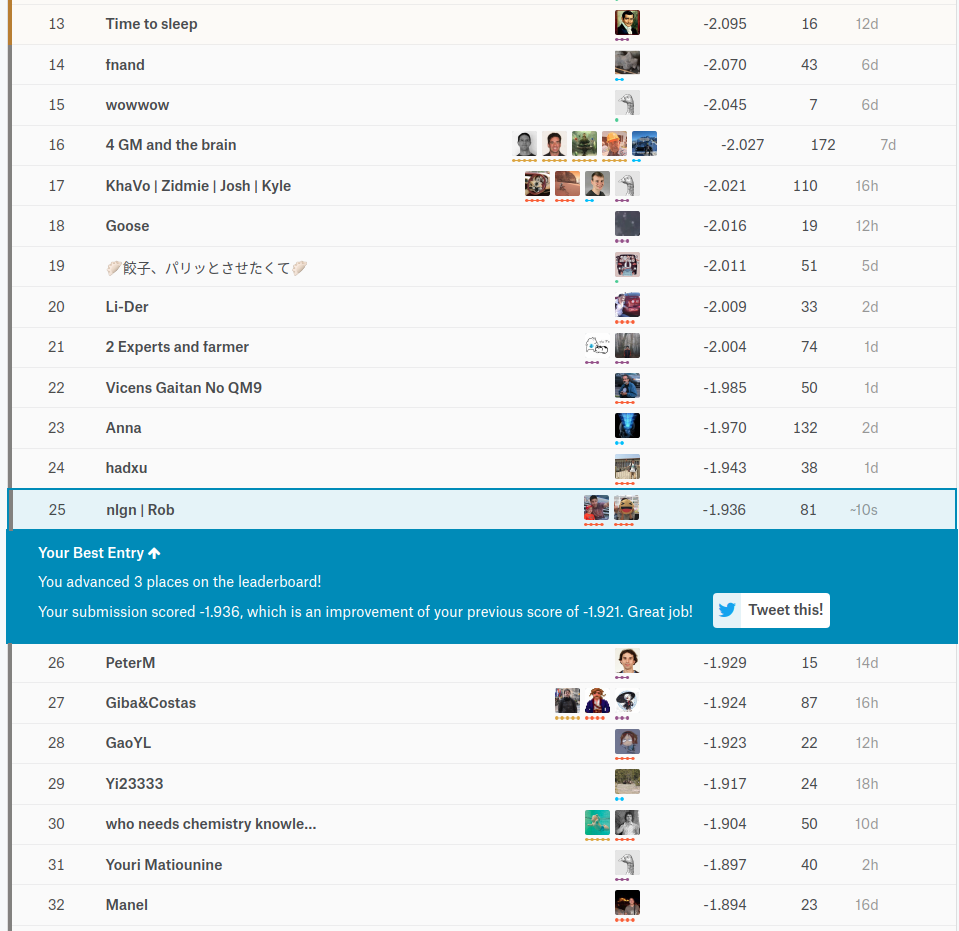 13 Time to sleep -2.095 16 12d
14 fnand -2.070 43 6d
15 wowwow -2.045 7 6d
16 4 GM and the brain -2.027 172 7d
17 KhaVo | Zidmie | Josh | Kyle -2.021 110 16h
18 Goose -2.016 19 12h
19 🥟餃子、パリッとさせたくて🥟 -2.011 51 5d
20 Li-Der -2.009 33 2d
21 2 Experts and farmer -2.004 74 1d
22 Vicens Gaitan No QM9 -1.985 50 1d
23 Anna -1.970 132 2d
24 hadxu -1.943 38 1d
25 nlgn | Rob -1.936 81 ~10s
Your Best Entry ↑
You advanced 3 places on the leaderboard!
Your submission scored -1.936, which is an improvement of your previous score of -1.921. Great job! Tweet this!
26 PeterM -1.929 15 14d
27 Giba&Costas -1.924 87 16h
28 GaoYL -1.923 22 12h
29 Yi23333 -1.917 24 18h
30 who needs chemistry knowle... -1.904 50 10d
31 Youri Matiounine -1.897 40 2h
32 Manel -1.894 23 16d